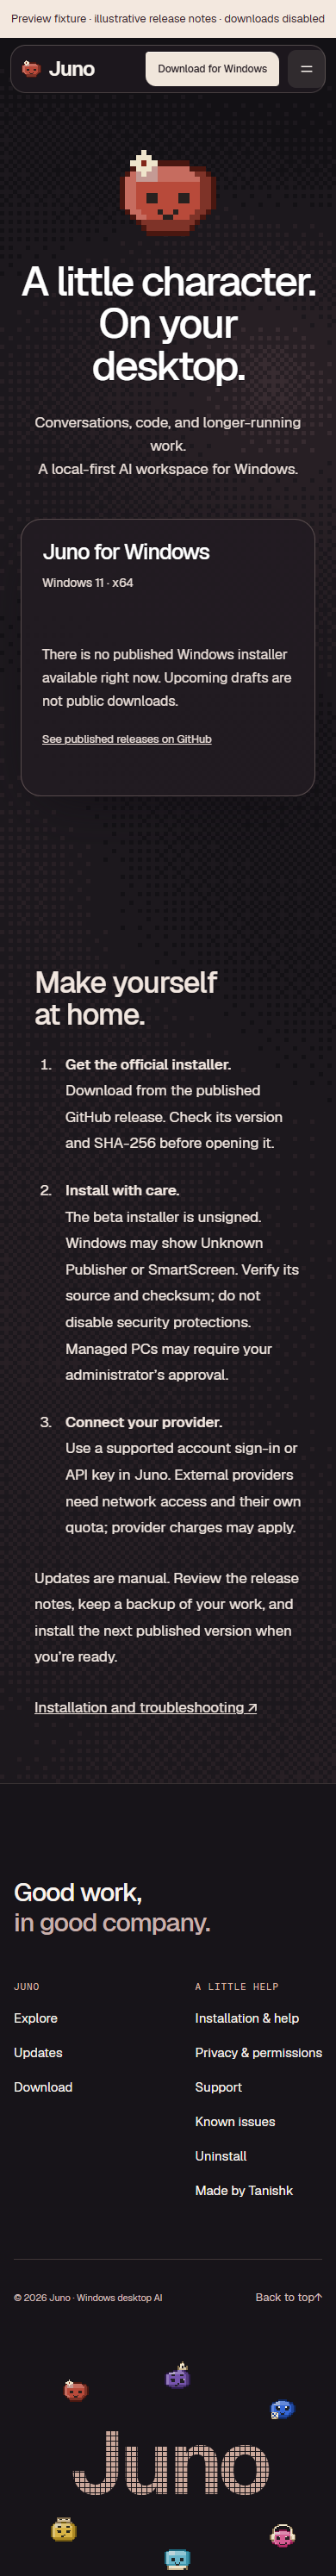 Preview fixture · illustrative release notes · downloads disabled
Juno
Download for Windows
A little character.
On your
desktop.
Conversations, code, and longer-running
work.
A local-first AI workspace for Windows.
Juno for Windows
Windows 11 · x64
There is no published Windows installer
available right now. Upcoming drafts are
not public downloads.
See published releases on GitHub
Make yourself
at home.
1. Get the official installer.
Download from the published
GitHub release. Check its version
and SHA-256 before opening it.
2. Install with care.
The beta installer is unsigned.
Windows may show Unknown
Publisher or SmartScreen. Verify its
source and checksum; do not
disable security protections.
Managed PCs may require your
administrator’s approval.
3. Connect your provider.
Use a supported account sign-in or
API key in Juno. External providers
need network access and their own
quota; provider charges may apply.
Updates are manual. Review the release
notes, keep a backup of your work, and
install the next published version when
you’re ready.
Installation and troubleshooting ↗
Good work,
in good company.
JUNO
Explore
Updates
Download
A LITTLE HELP
Installation & help
Privacy & permissions
Support
Known issues
Uninstall
Made by Tanishk
© 2026 Juno · Windows desktop AI
Back to top↑
Juno